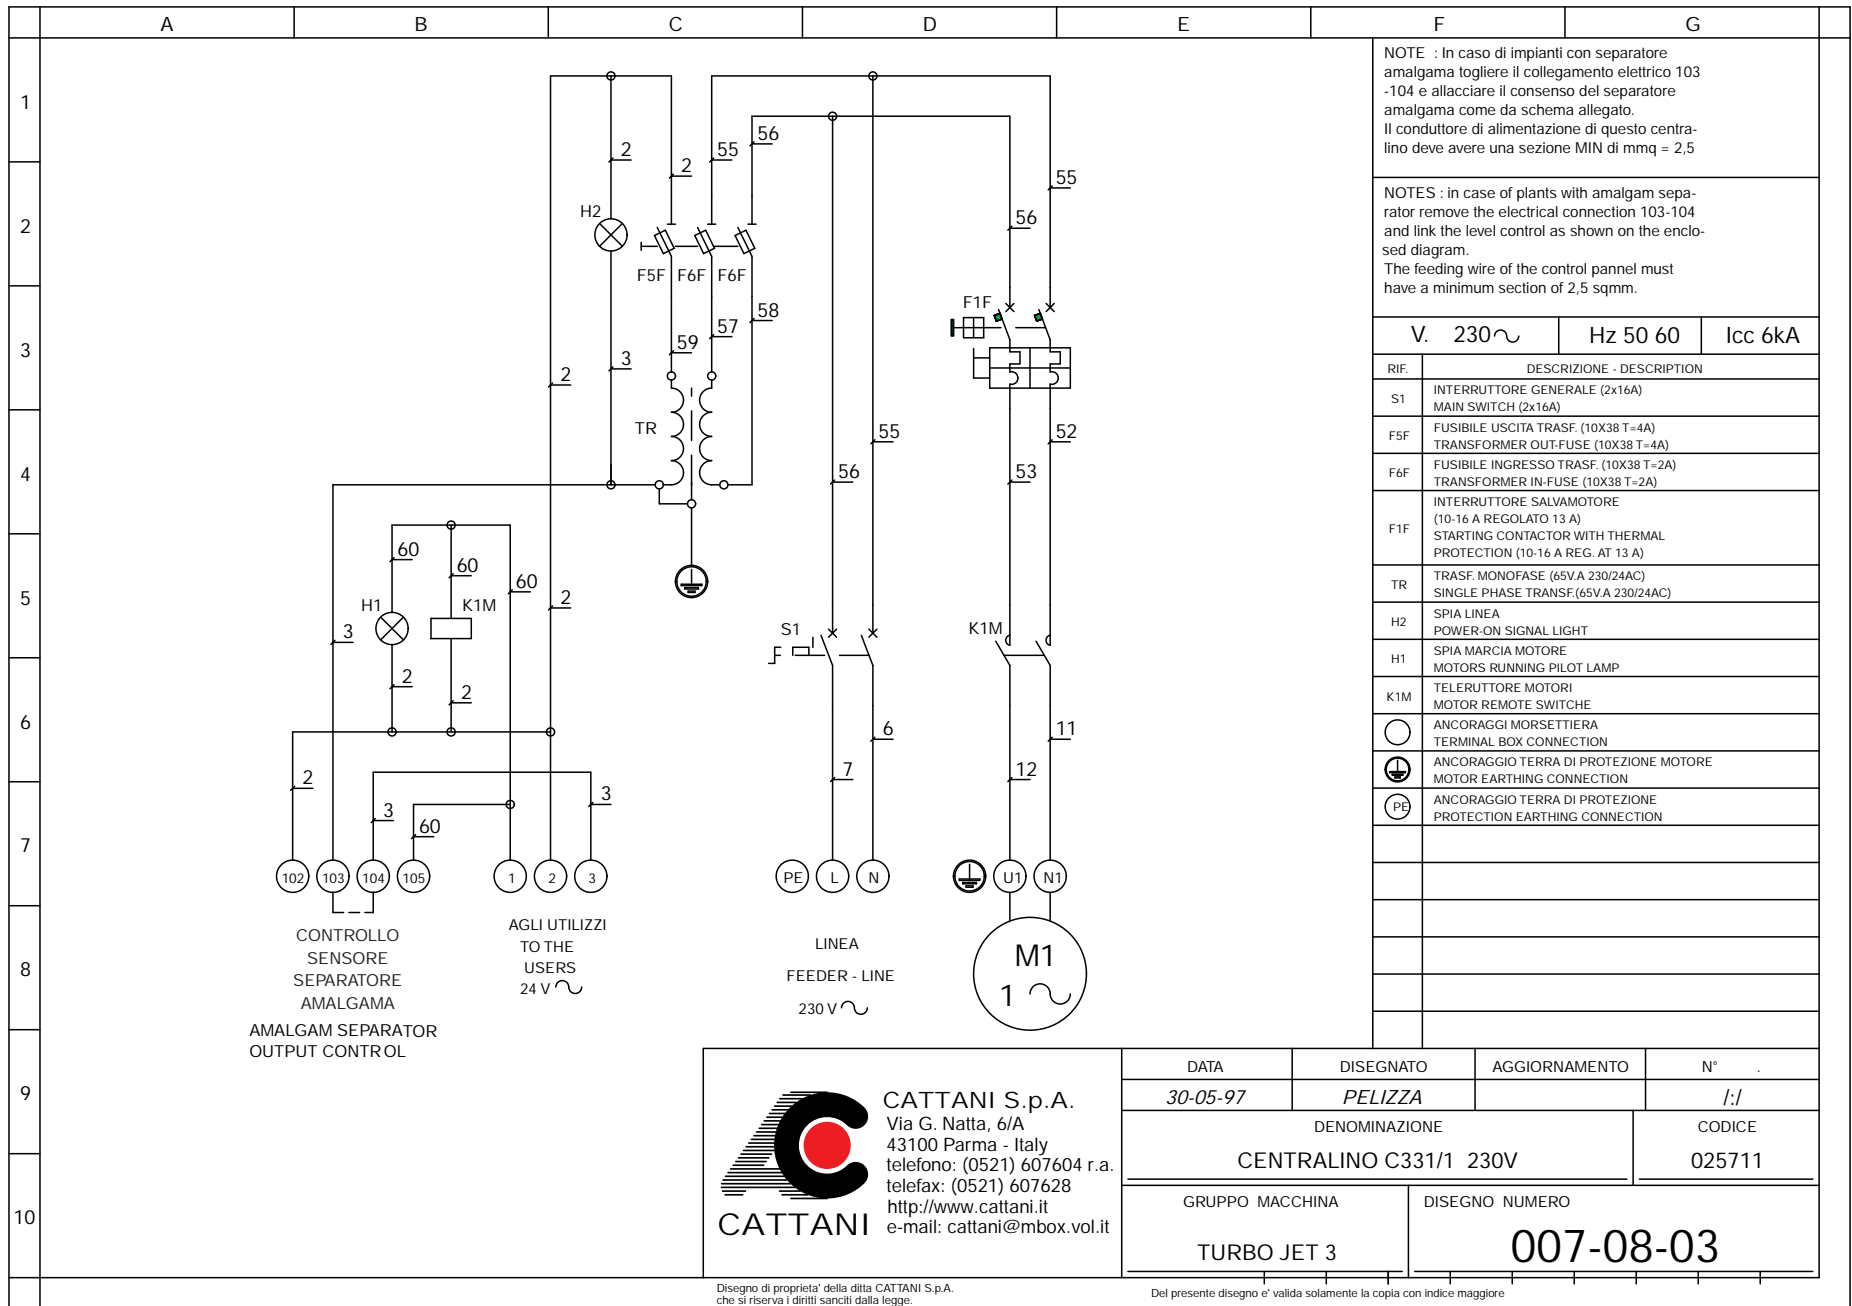 A B C D E F G
1
2
3
4
5
6
7
8
9
10
NOTE : In caso di impianti con separatore
amalgama togliere il collegamento elettrico 103
-104 e allacciare il consenso del separatore
amalgama come da schema allegato.
Il conduttore di alimentazione di questo centra-
lino deve avere una sezione MIN di mmq = 2,5
NOTES : in case of plants with amalgam sepa-
rator remove the electrical connection 103-104
and link the level control as shown on the enclo-
sed diagram.
The feeding wire of the control pannel must
have a minimum section of 2,5 sqmm.
V. 230 Hz 50 60 Icc 6kA
RIF. DESCRIZIONE - DESCRIPTION
S1 INTERRUTTORE GENERALE (2x16A)
MAIN SWITCH (2x16A)
F5F FUSIBILE USCITA TRASF. (10X38 T=4A)
TRANSFORMER OUT-FUSE (10X38 T=4A)
F6F FUSIBILE INGRESSO TRASF. (10X38 T=2A)
TRANSFORMER IN-FUSE (10X38 T=2A)
F1F INTERRUTTORE SALVAMOTORE
(10-16 A REGOLATO 13 A)
STARTING CONTACTOR WITH THERMAL
PROTECTION (10-16 A REG. AT 13 A)
TR TRASF. MONOFASE (65V.A 230/24AC)
SINGLE PHASE TRANSF.(65V.A 230/24AC)
H2 SPIA LINEA
POWER-ON SIGNAL LIGHT
H1 SPIA MARCIA MOTORE
MOTORS RUNNING PILOT LAMP
K1M TELERUTTORE MOTORI
MOTOR REMOTE SWITCHE
ANCORAGGI MORSETTIERA
TERMINAL BOX CONNECTION
ANCORAGGIO TERRA DI PROTEZIONE MOTORE
MOTOR EARTHING CONNECTION
PE ANCORAGGIO TERRA DI PROTEZIONE
PROTECTION EARTHING CONNECTION
56
2 55
2 55
H2 56
F5F F6F F6F
F1F 58
57
59
3
2
TR 55 52
56 53
60
60
60
2
H1 K1M
3 S1 K1M
2
2
6 11
7 12
2
3
3
60
102 103 104 105 1 2 3 PE L N U1 N1
CONTROLLO
SENSORE
SEPARATORE
AMALGAMA
AMALGAM SEPARATOR
OUTPUT CONTROL
AGLI UTILIZZI
TO THE
USERS
24 V
LINEA
FEEDER - LINE
230 V
M1
1
CATTANI
CATTANI S.p.A.
Via G. Natta, 6/A
43100 Parma - Italy
telefono: (0521) 607604 r.a.
telefax: (0521) 607628
http://www.cattani.it
e-mail: cattani@mbox.vol.it
DATA DISEGNATO AGGIORNAMENTO N° .
30-05-97 PELIZZA /:/
DENOMINAZIONE CODICE
CENTRALINO C331/1 230V 025711
GRUPPO MACCHINA DISEGNO NUMERO
TURBO JET 3 007-08-03
Disegno di proprieta' della ditta CATTANI S.p.A.
che si riserva i diritti sanciti dalla legge.
Del presente disegno e' valida solamente la copia con indice maggiore